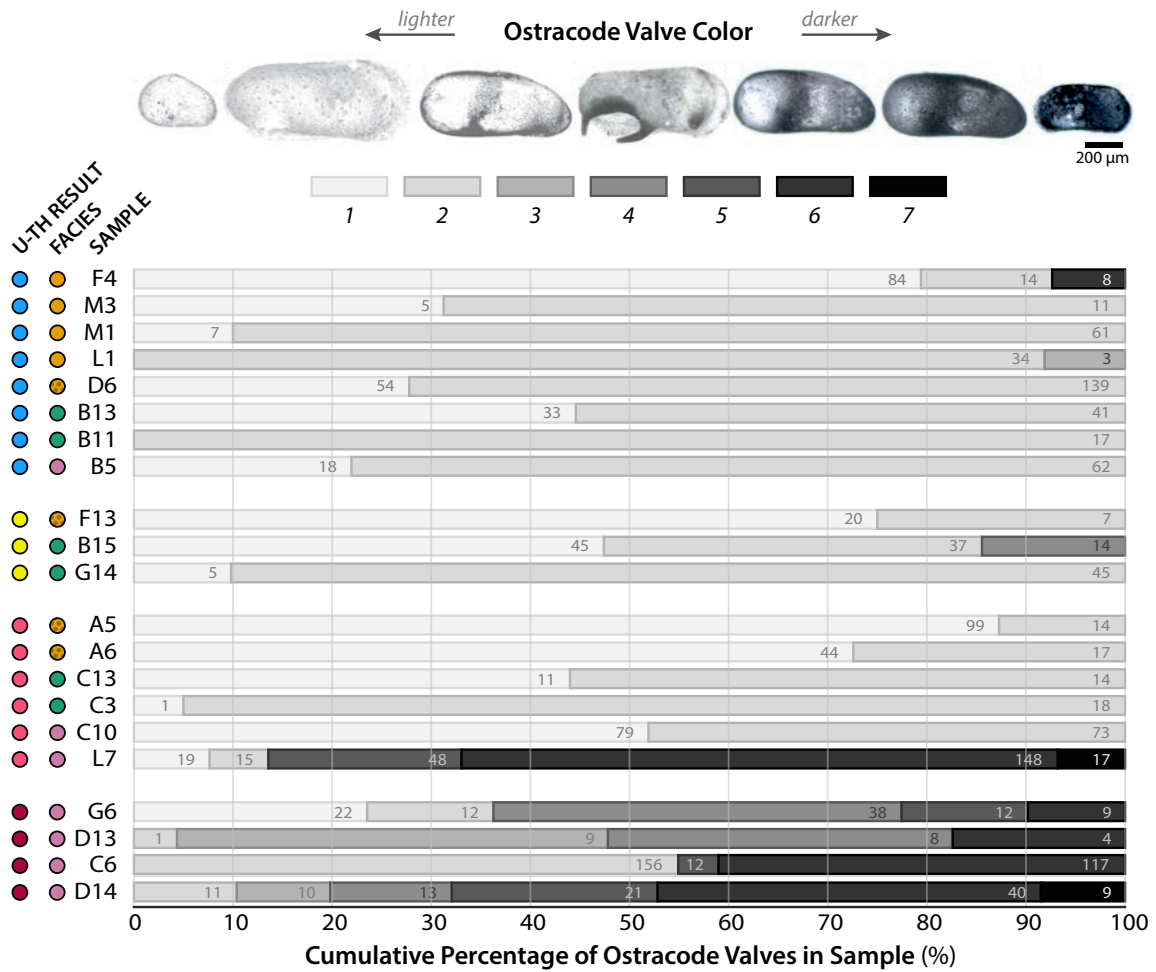 lighter
Ostracode Valve Color
darker
200 µm
U-TH RESULT
FACIES
SAMPLE
1 2 3 4 5 6 7
F4 84 14 8
M3 5 11
M1 7 61
L1 34 3
D6 54 139
B13 33 41
B11 17
B5 18 62
F13 20 7
B15 45 37 14
G14 5 45
A5 99 14
A6 44 17
C13 11 14
C3 1 18
C10 79 73
L7 19 15 48 148 17
G6 22 12 38 12 9
D13 1 9 8 4
C6 156 12 117
D14 11 10 13 21 40 9
0 10 20 30 40 50 60 70 80 90 100
Cumulative Percentage of Ostracode Valves in Sample (%)